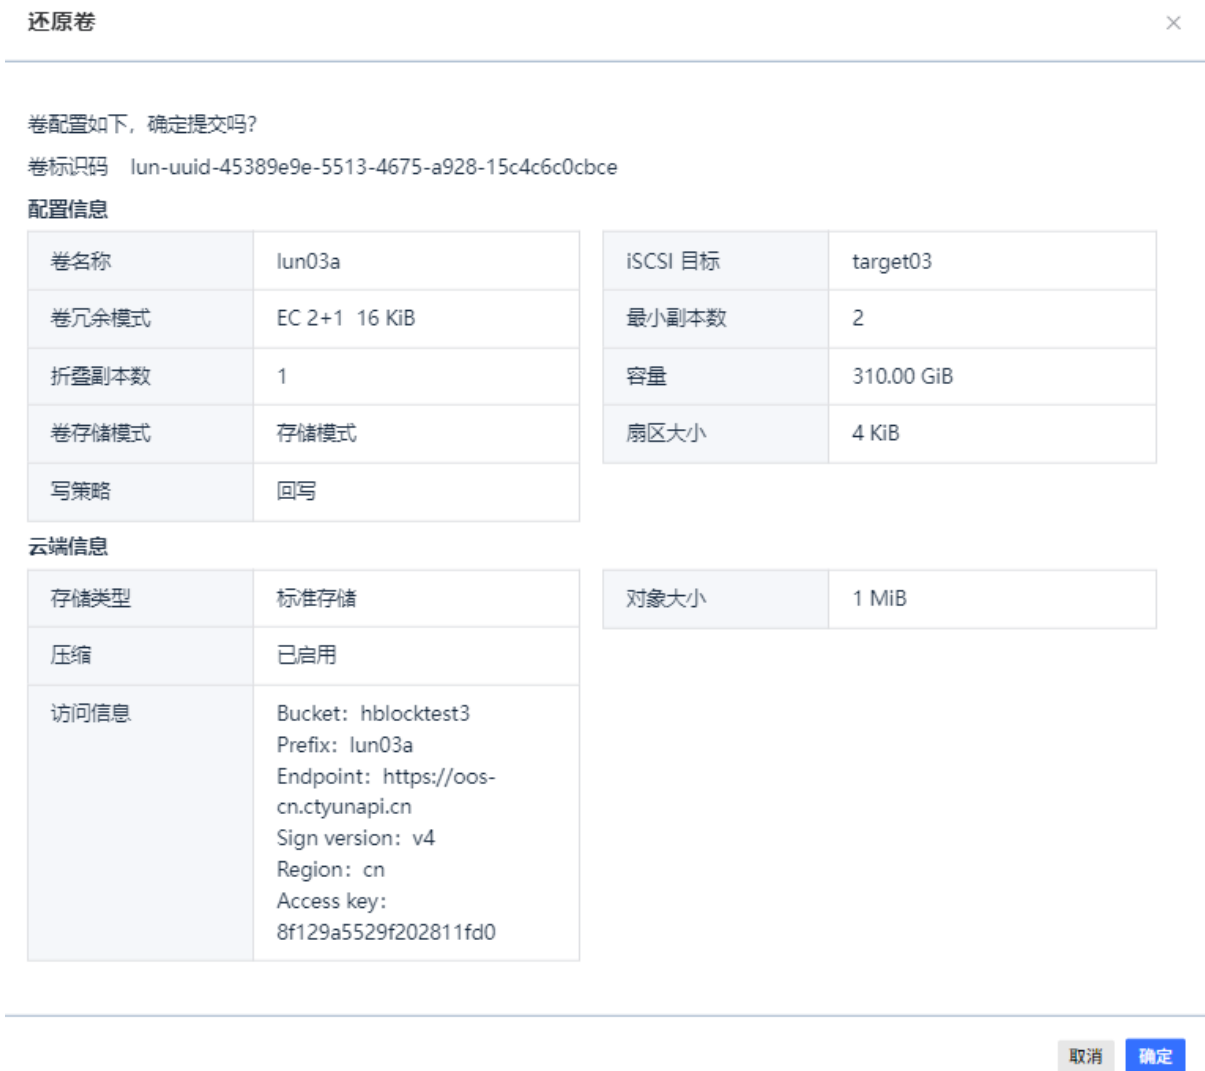 还原卷
卷配置如下，确定提交吗？
卷标识码 lun-uuid-45389e9e-5513-4675-a928-15c4c6c0cbce
配置信息
卷名称 lun03a iSCSI 目标 target03
卷冗余模式 EC 2+1 16 KiB 最小副本数 2
折叠副本数 1 容量 310.00 GiB
卷存储模式 存储模式 扇区大小 4 KiB
写策略 回写
云端信息
存储类型 标准存储 对象大小 1 MiB
压缩 已启用
访问信息 Bucket：hblocktest3
Prefix：lun03a
Endpoint：https://oos-
cn.ctyunapi.cn
Sign version：v4
Region：cn
Access key：
8f129a5529f202811fd0
取消 确定